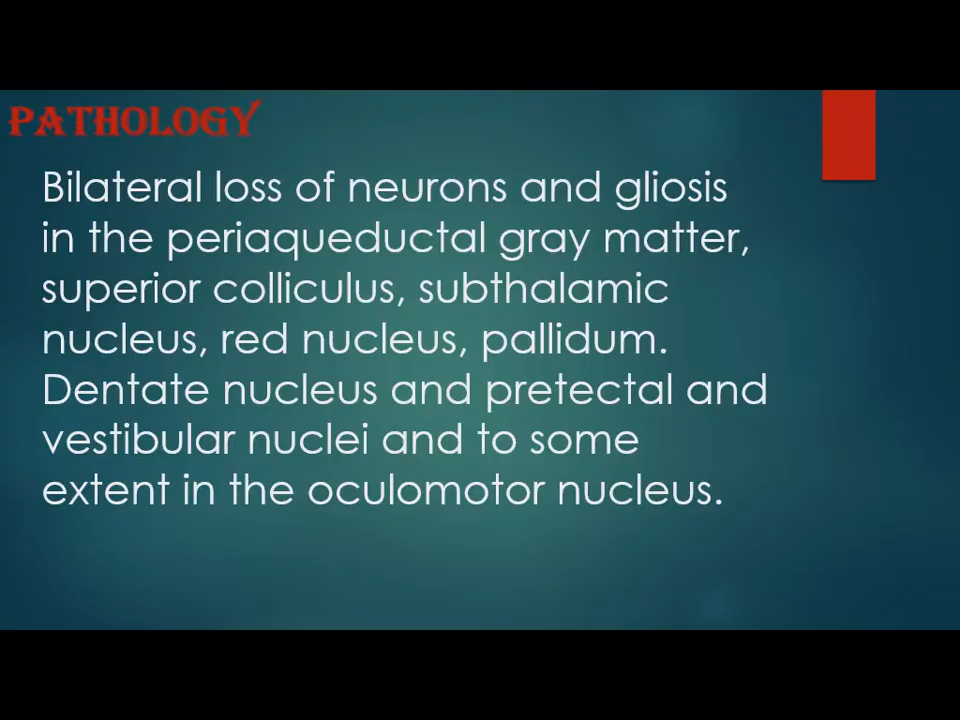 PATHOLOGY
Bilateral loss of neurons and gliosis
in the periaqueductal gray matter,
superior colliculus, subthalamic
nucleus, red nucleus, pallidum.
Dentate nucleus and pretectal and
vestibular nuclei and to some
extent in the oculomotor nucleus.